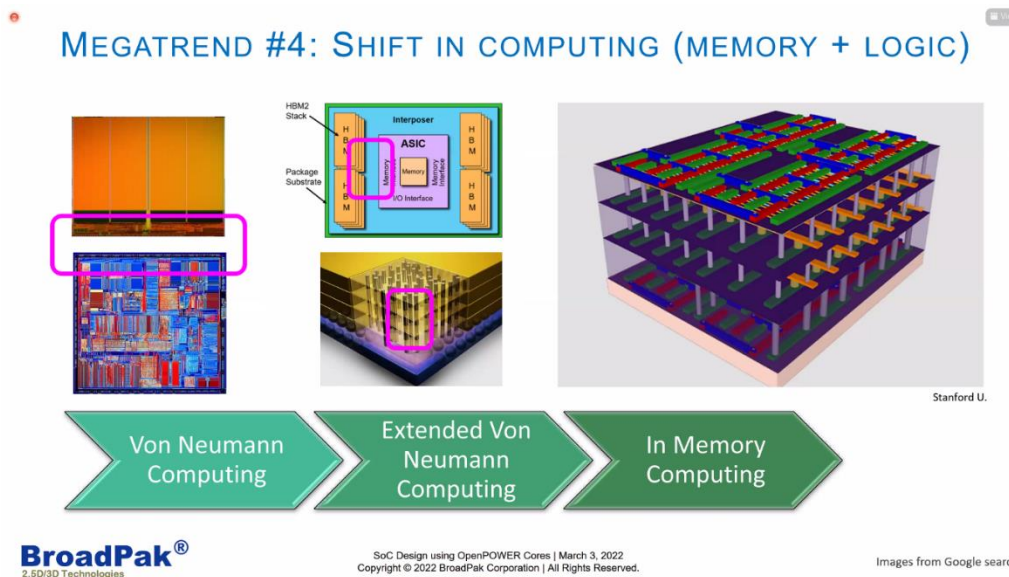 MEGATREND #4: SHIFT IN COMPUTING (MEMORY + LOGIC)
HBM2
Stack
Package
Substrate
Interposer
ASIC
Memory
Memory Interface
Memory Interface
I/O Interface
H
B
M
H
B
M
H
B
M
H
B
M
Stanford U.
Von Neumann
Computing
Extended Von
Neumann
Computing
In Memory
Computing
BroadPak®
2.5D/3D Technologies
SoC Design using OpenPOWER Cores | March 3, 2022
Copyright © 2022 BroadPak Corporation | All Rights Reserved.
Images from Google sear